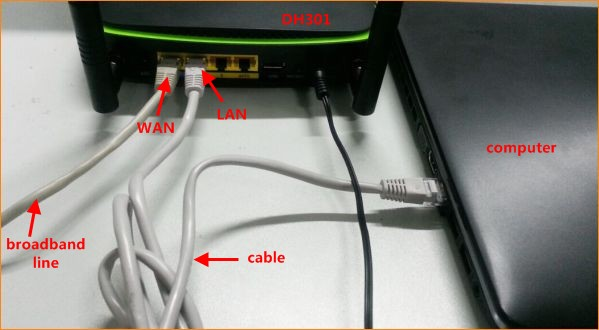 DH301
WAN
LAN
computer
broadband
line
cable